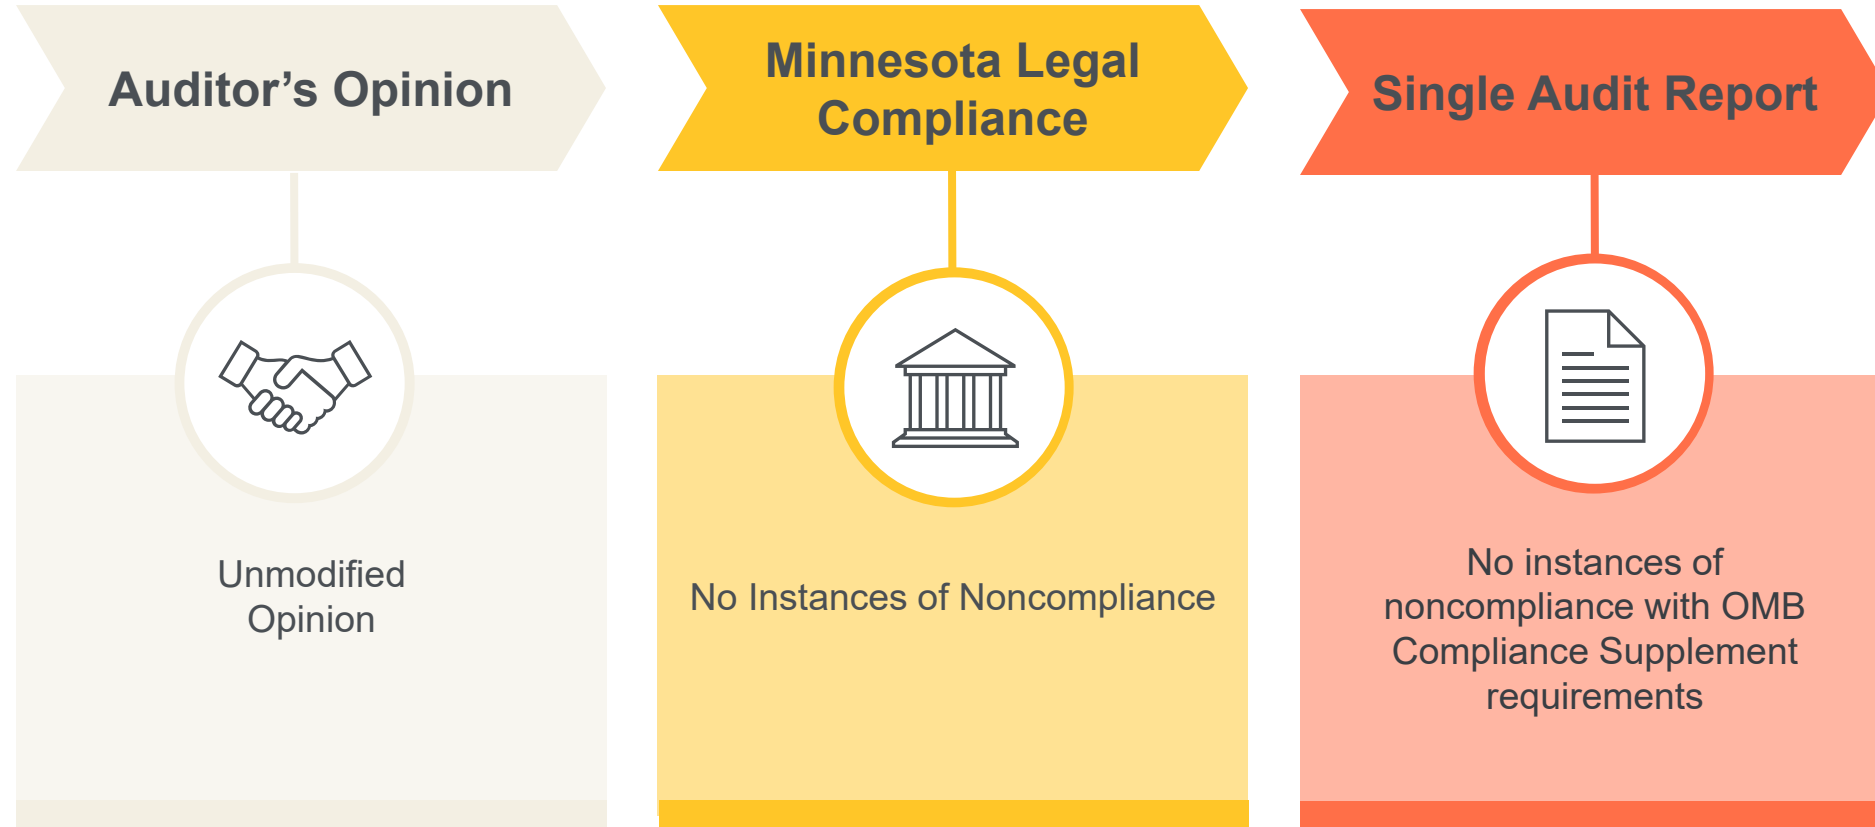 Auditor’s Opinion
Unmodified
Opinion
Minnesota Legal
Compliance
No Instances of Noncompliance
Single Audit Report
No instances of
noncompliance with OMB
Compliance Supplement
requirements